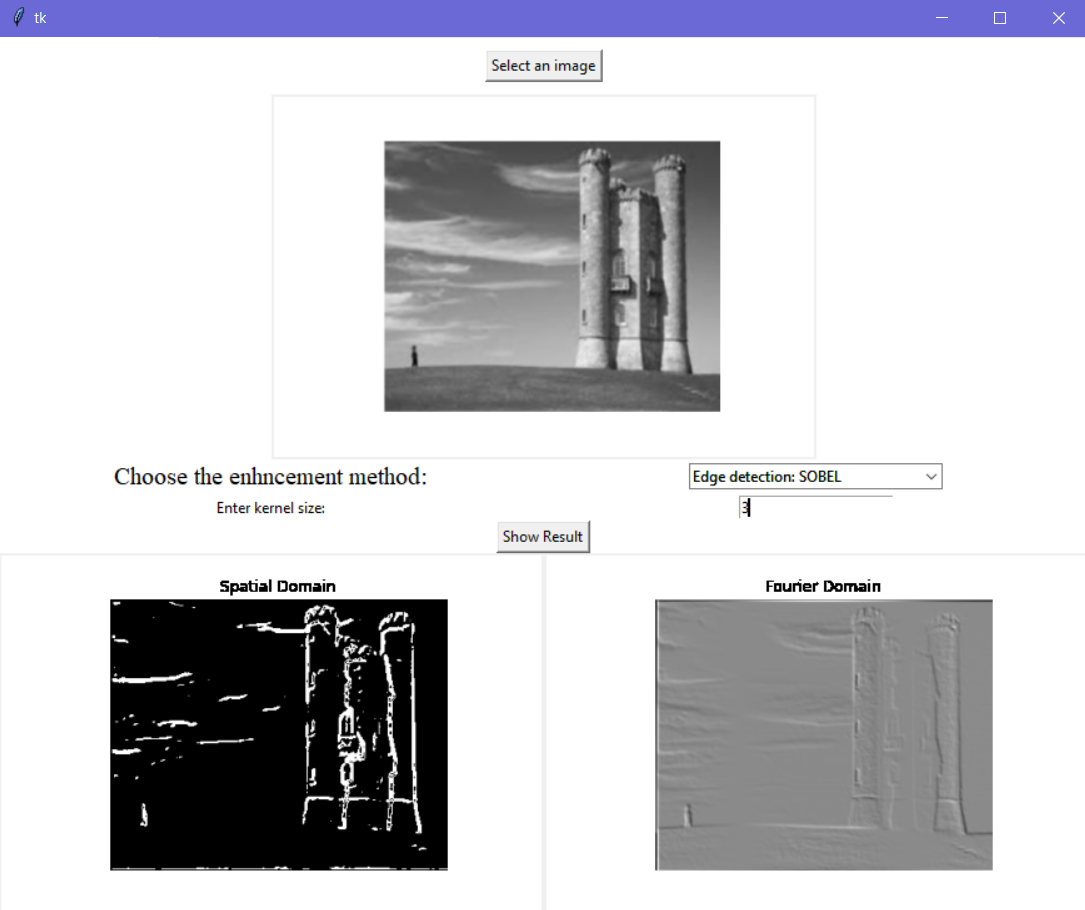 tk
Select an image
Choose the enhncement method:
Edge detection: SOBEL
Enter kernel size:
3
Show Result
Spatial Domain
Fourier Domain